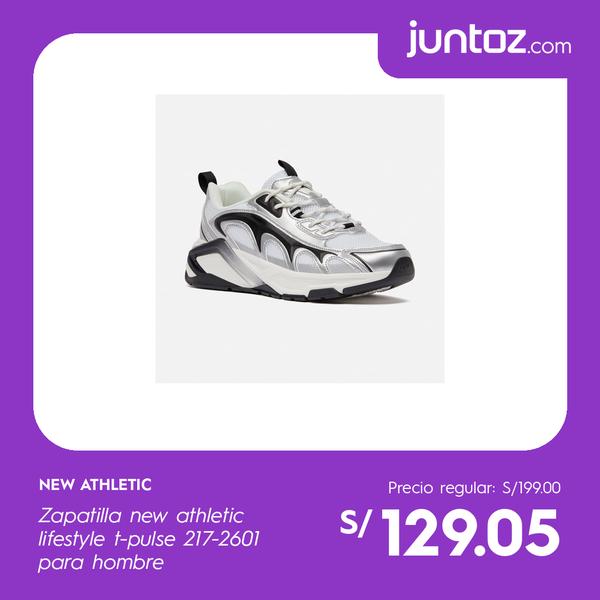 juntoz.com
NEW ATHLETIC
Zapatilla new athletic
lifestyle t-pulse 217-2601
para hombre
Precio regular: S/199.00
S/129.05